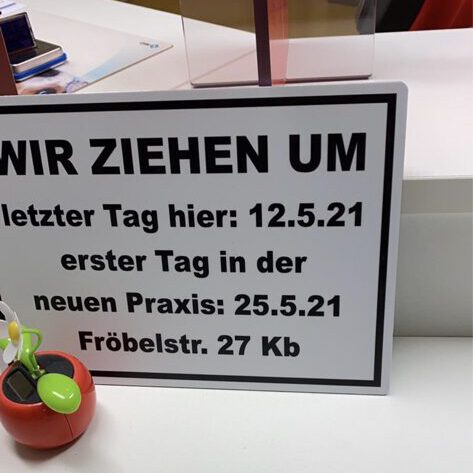 WIR ZIEHEN UM
letzter Tag hier: 12.5.21
erster Tag in der
neuen Praxis: 25.5.21
Fröbelstr. 27 Kb